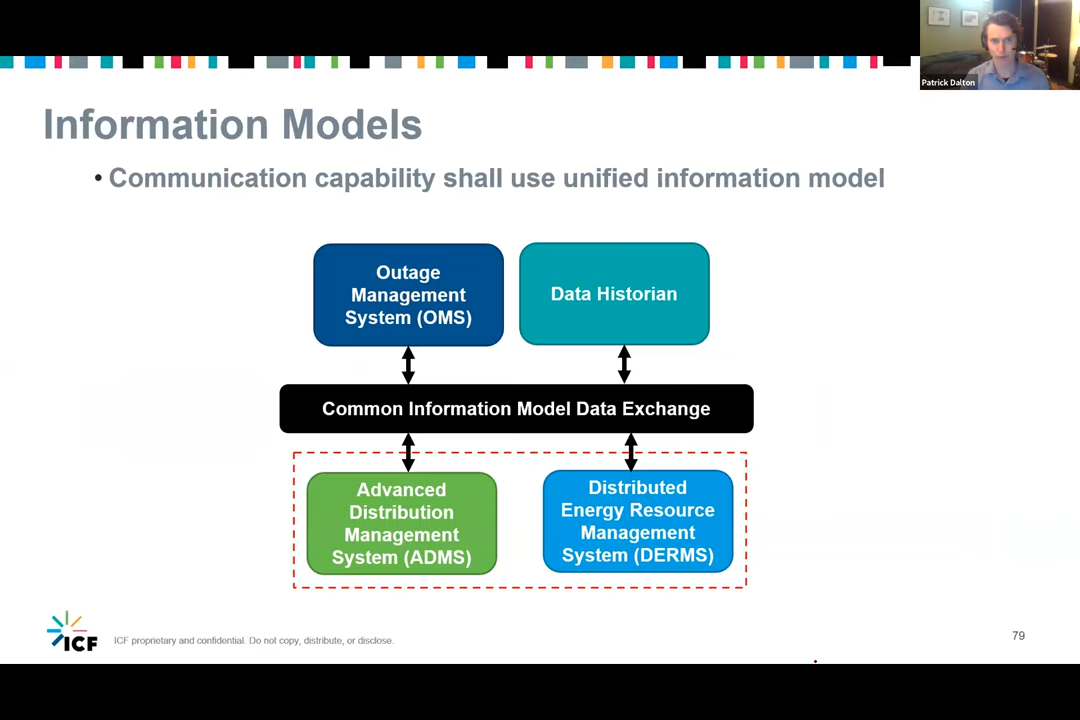 Patrick Dalton
Information Models
• Communication capability shall use unified information model
Outage
Management
System (OMS)
Data Historian
Common Information Model Data Exchange
Advanced
Distribution
Management
System (ADMS)
Distributed
Energy Resource
Management
System (DERMS)
ICF
ICF proprietary and confidential. Do not copy, distribute, or disclose.
79